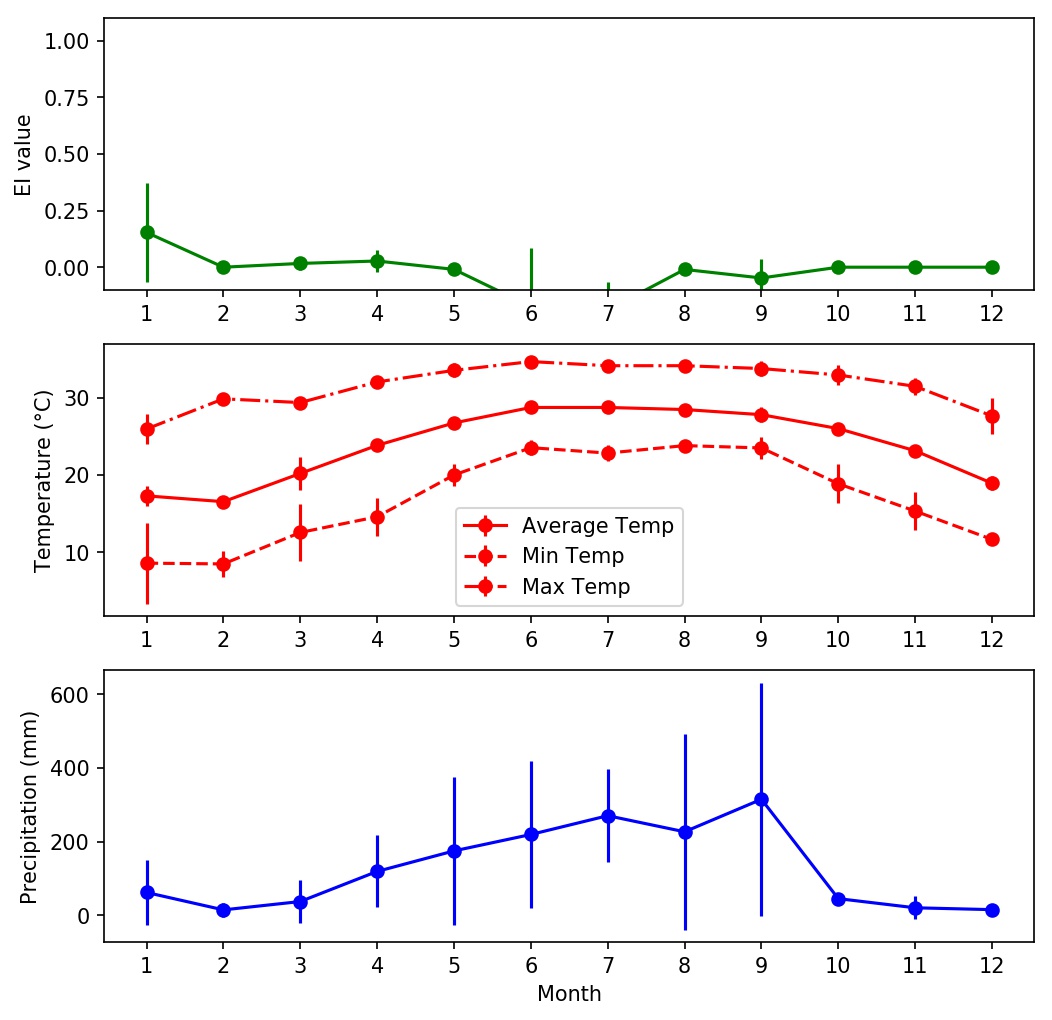 1.00
0.75
0.50
0.25
0.00
EI value
1 2 3 4 5 6 7 8 9 10 11 12
30
20
10
Temperature (°C)
Average Temp
Min Temp
Max Temp
1 2 3 4 5 6 7 8 9 10 11 12
600
400
200
0
Precipitation (mm)
1 2 3 4 5 6 7 8 9 10 11 12
Month